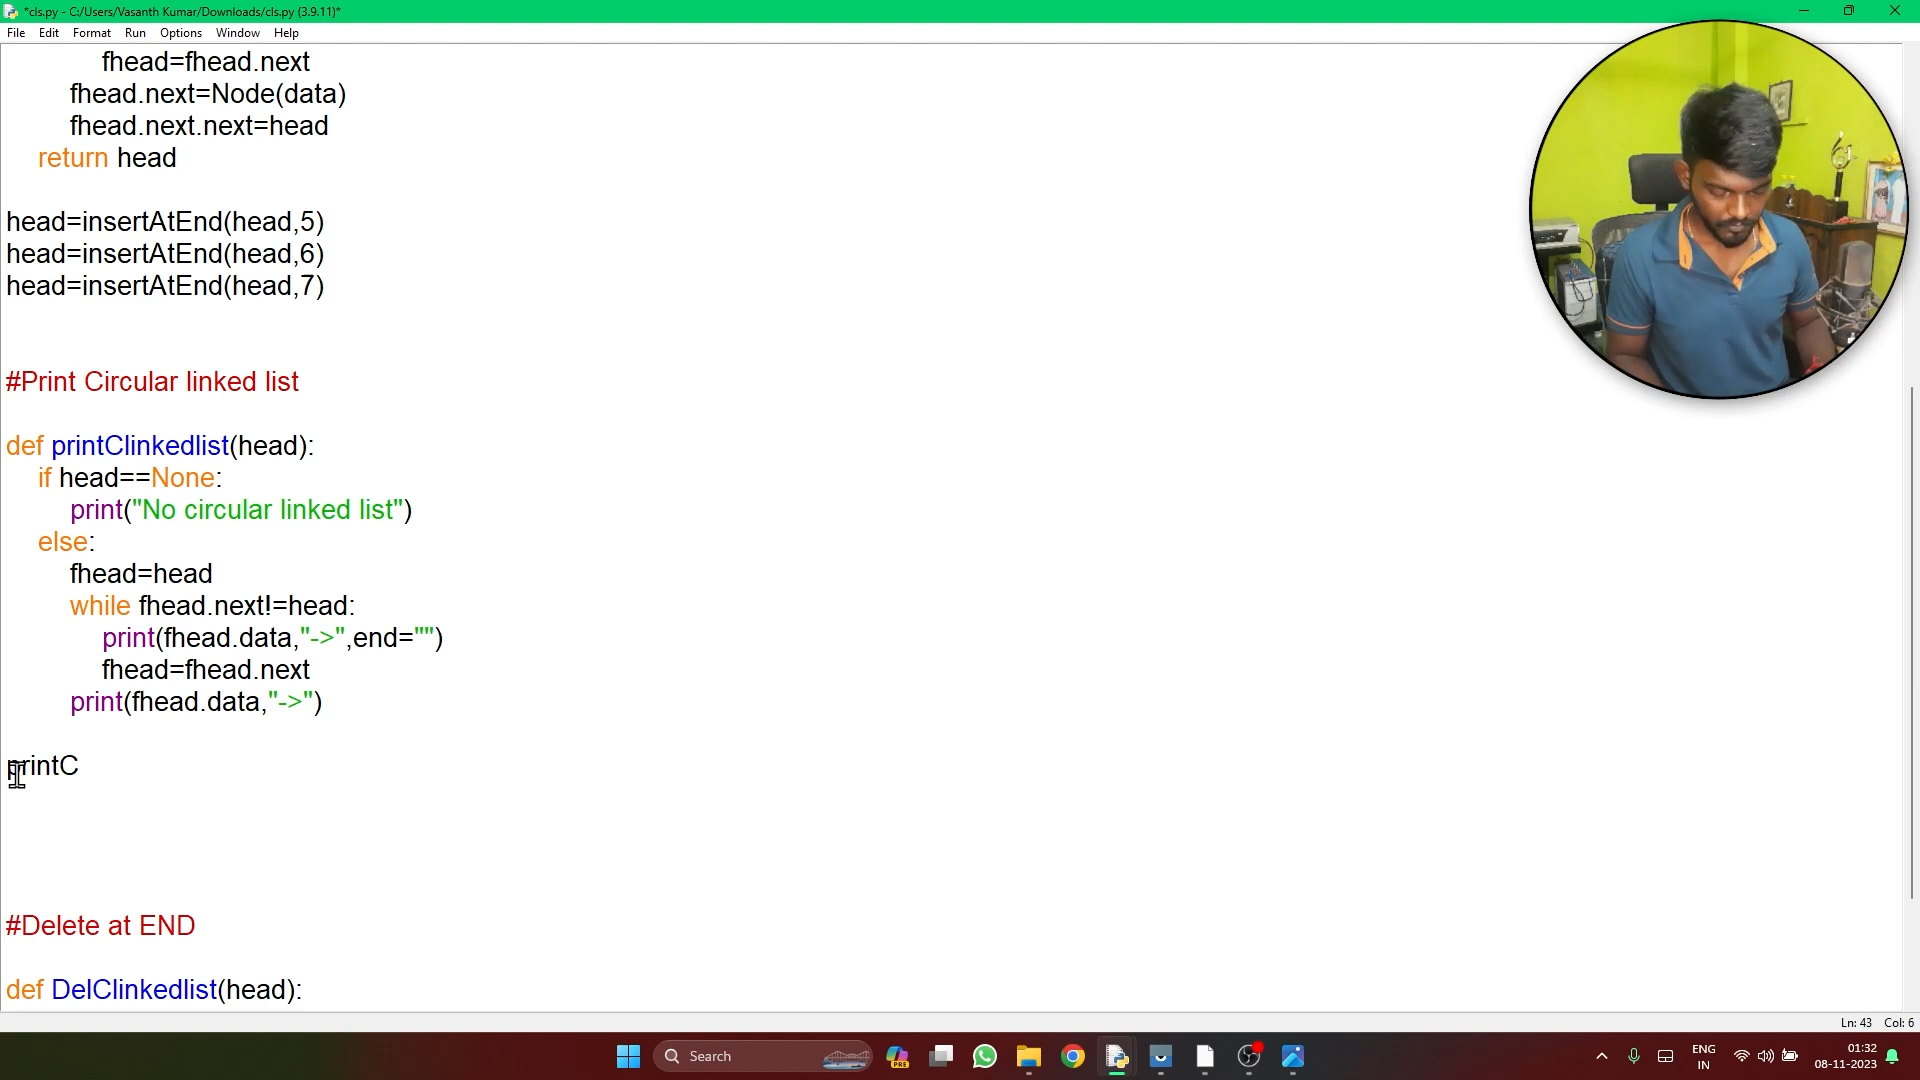 *cls.py - C:/Users/Vasanth Kumar/Downloads/cls.py (3.9.11)*
File Edit Format Run Options Window Help
fhead=fhead.next
fhead.next=Node(data)
fhead.next.next=head
return head
head=insertAtEnd(head,5)
head=insertAtEnd(head,6)
head=insertAtEnd(head,7)
#Print Circular linked list
def printClinkedlist(head):
if head==None:
print("No circular linked list")
else:
fhead=head
while fhead.next!=head:
print(fhead.data,"->",end="")
fhead=fhead.next
print(fhead.data,"->")
printC
#Delete at END
def DelClinkedlist(head):
Ln: 43 Col: 6
Search
PRE
ENG
IN
01:32
08-11-2023